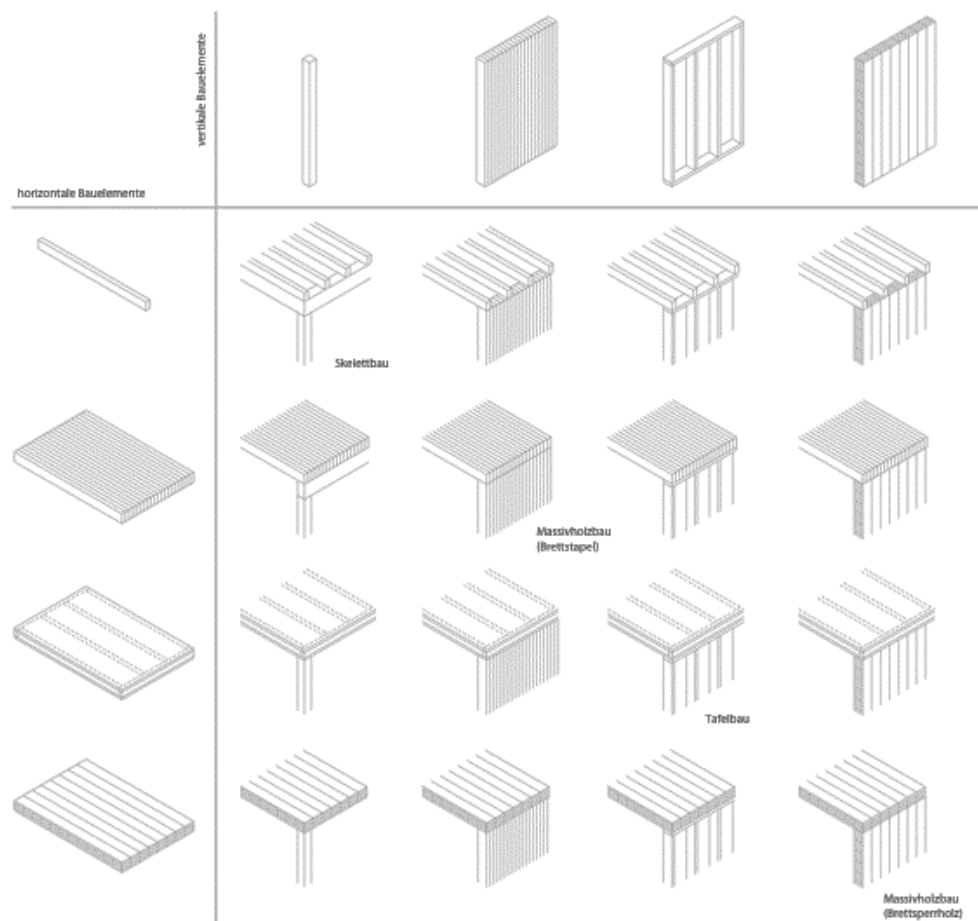 vertikale Bauelemente
horizontale Bauelemente
Skelettbau
Massivholzbau
(Brettstapel)
Tafelbau
Massivholzbau
(Brettsperrholz)